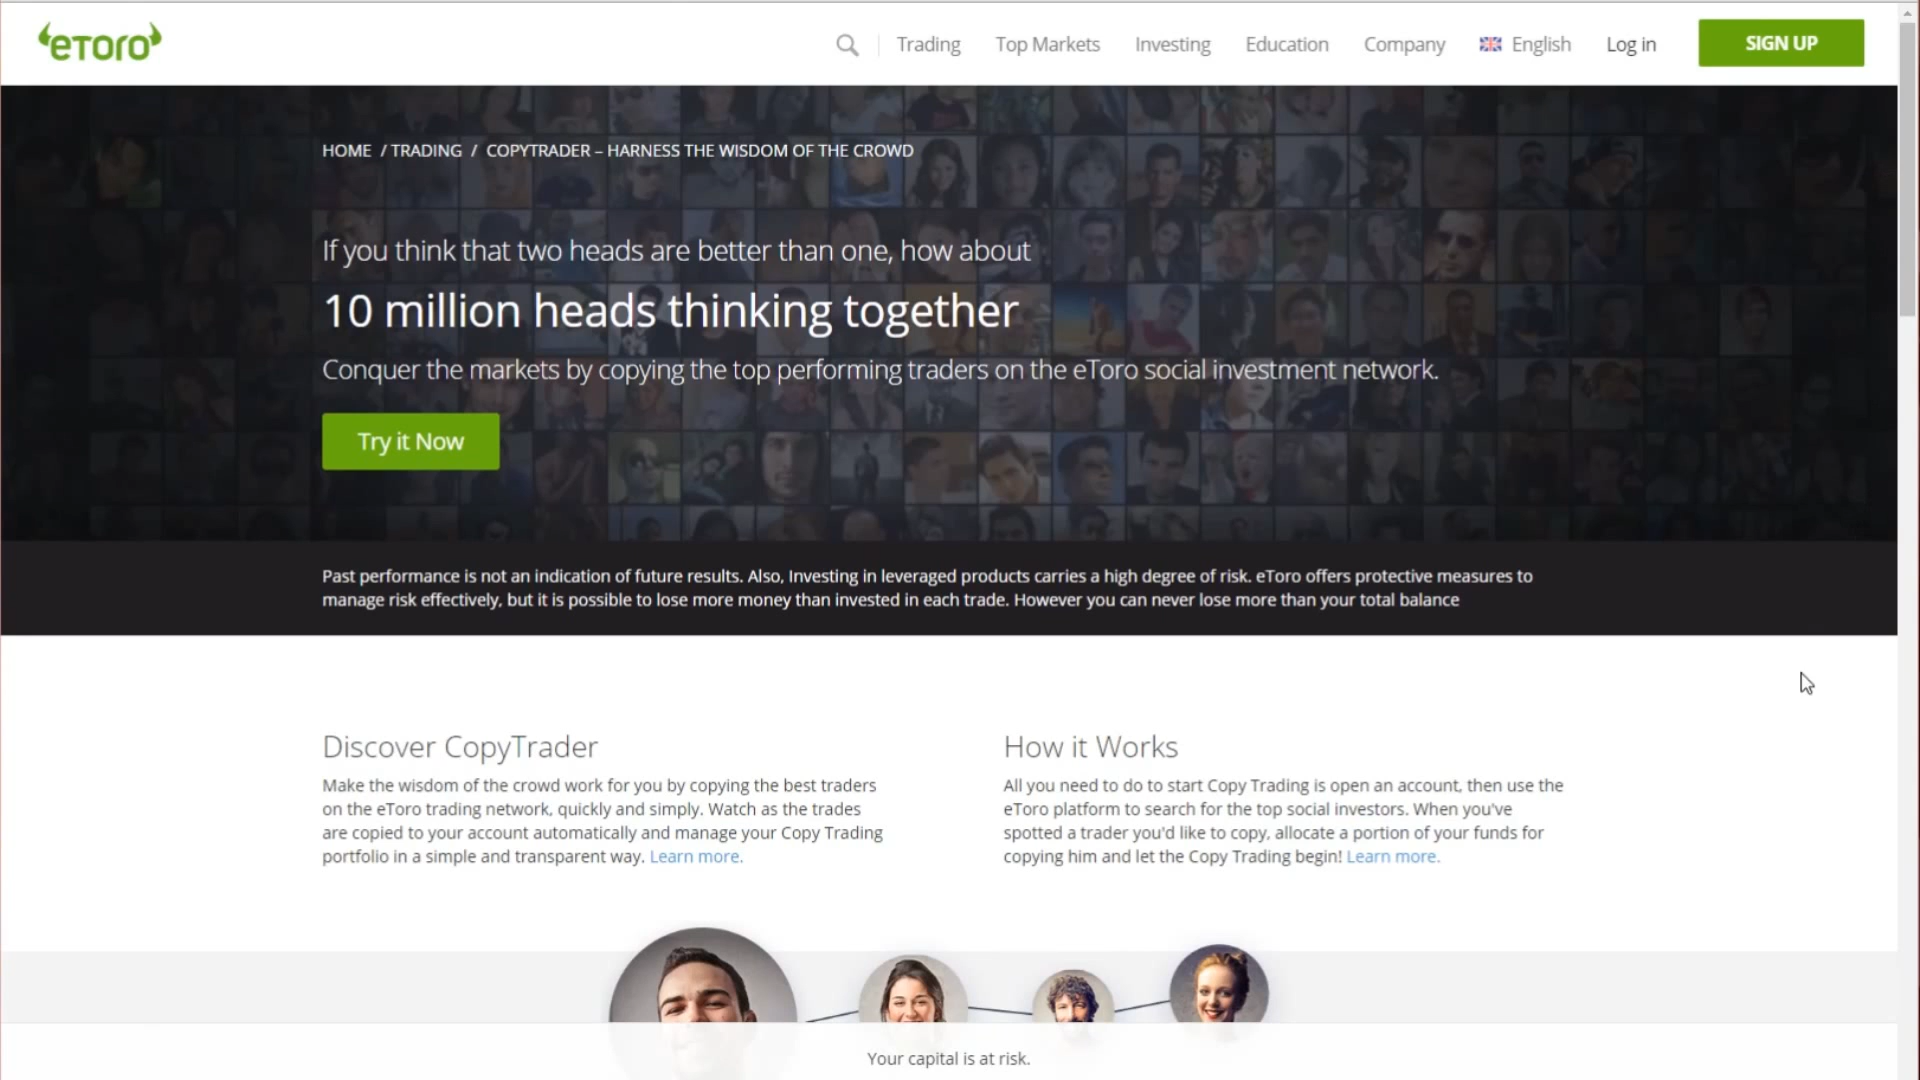 eToro
Trading
Top Markets
Investing
Education
Company
English
Log in
SIGN UP
HOME / TRADING / COPYTRADER – HARNESS THE WISDOM OF THE CROWD
If you think that two heads are better than one, how about
10 million heads thinking together
Conquer the markets by copying the top performing traders on the eToro social investment network.
Try it Now
Past performance is not an indication of future results. Also, Investing in leveraged products carries a high degree of risk. eToro offers protective measures to
manage risk effectively, but it is possible to lose more money than invested in each trade. However you can never lose more than your total balance
Discover CopyTrader
Make the wisdom of the crowd work for you by copying the best traders
on the eToro trading network, quickly and simply. Watch as the trades
are copied to your account automatically and manage your Copy Trading
portfolio in a simple and transparent way. Learn more.
How it Works
All you need to do to start Copy Trading is open an account, then use the
eToro platform to search for the top social investors. When you've
spotted a trader you'd like to copy, allocate a portion of your funds for
copying him and let the Copy Trading begin! Learn more.
Your capital is at risk.